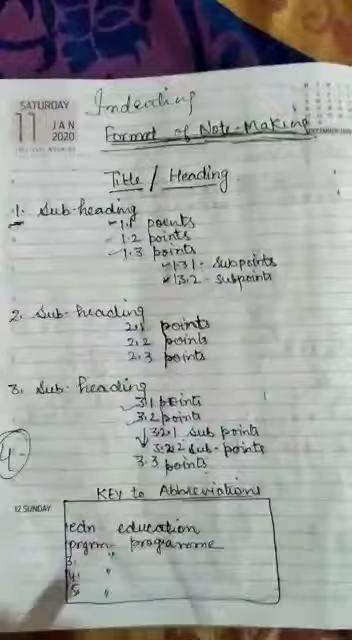 SATURDAY
11 JAN
2020
Indenting
Format of Note-Making
Title / Heading
1. Sub-heading
- 1.1 points
- 1.2 points
- 1.3 points
1.3.1 - Subpoints
1.3.2 - Subpoints
2. Sub-heading
2.1 points
2.2 points
2.3 points
3. Sub-heading
3.1 points
3.2 points
3.2.1 sub points
3.2.2 sub-points
3.3 points
4-
KEY to Abbreviations
12 SUNDAY
edn education
prgrm programme
3. "
4. "
5 "